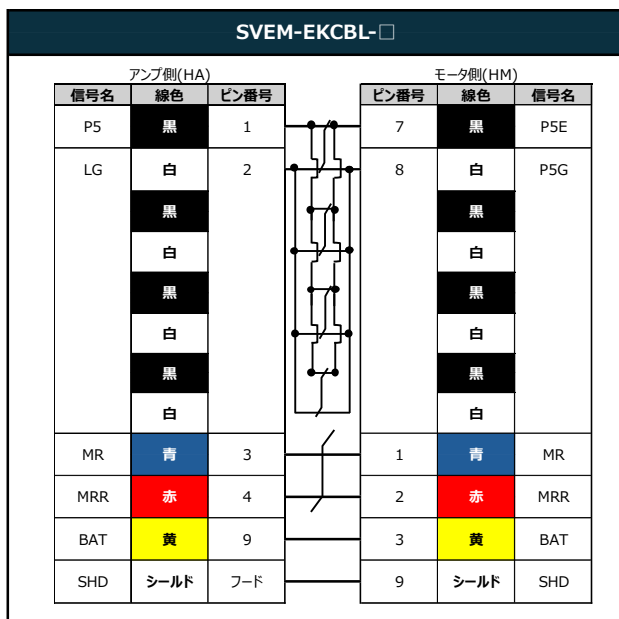 SVEM-EKCBL-□
アンプ側(HA) モータ側(HM)
信号名 線色 ピン番号 ピン番号 線色 信号名
P5 黒 1 7 黒 P5E
LG 白 2 8 白 P5G
黒 黒
白 白
黒 黒
白 白
黒 黒
白 白
MR 青 3 1 青 MR
MRR 赤 4 2 赤 MRR
BAT 黄 9 3 黄 BAT
SHD シールド フード 9 シールド SHD